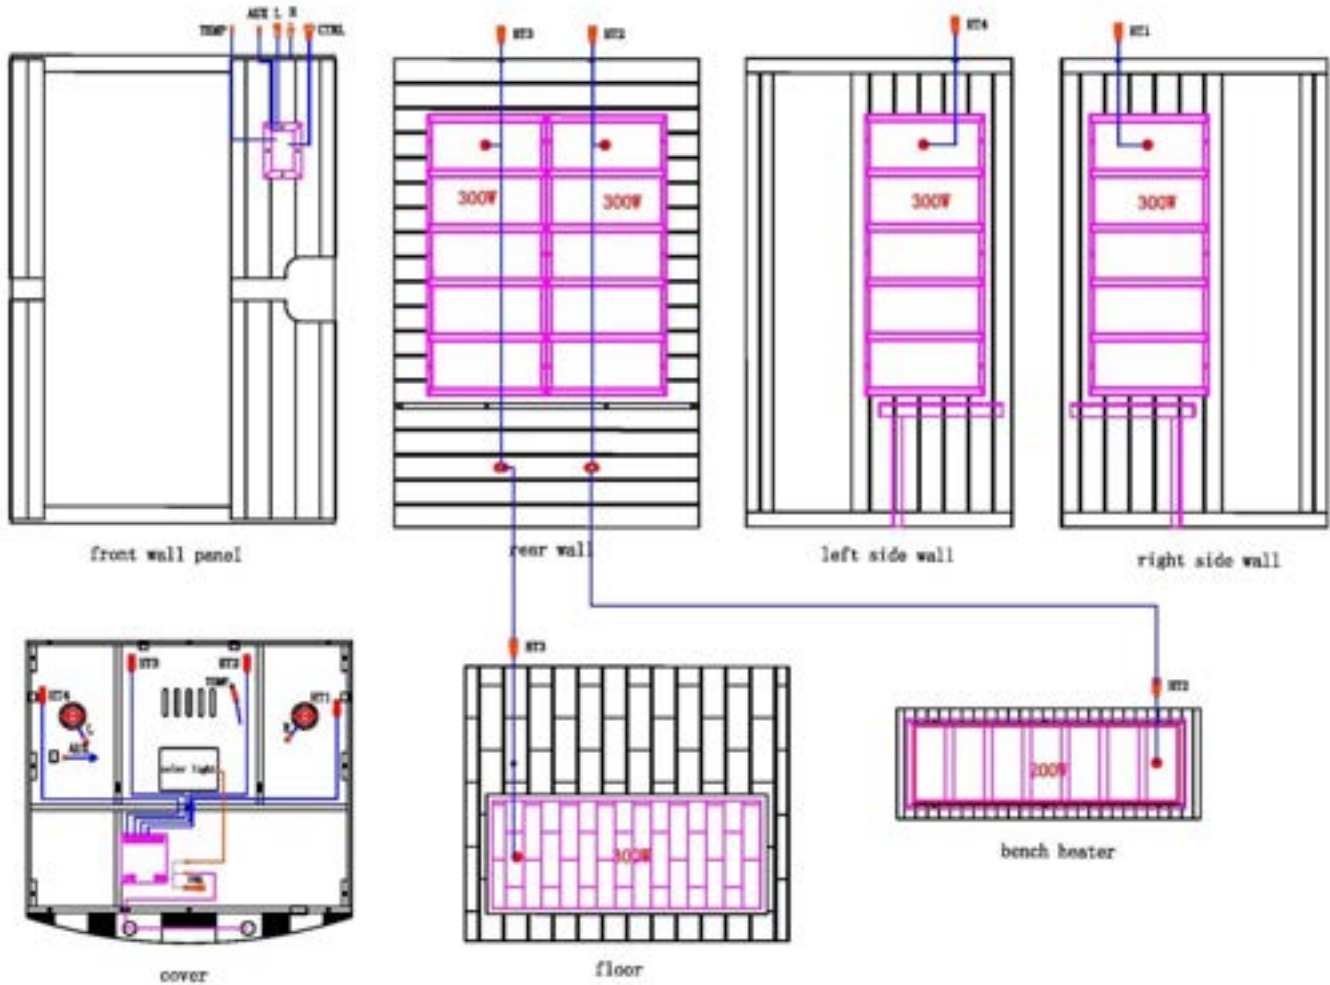 TEMP AUX L R CTRL
HT3 HT2
HT4
HT1
300W 300W
300W
300W
front wall panel
rear wall
left side wall
right side wall
HT3 HT2
TEMP
HT4 HT1
L R
AUX
color light
cover
HT3
300W
floor
HT2
200W
bench heater